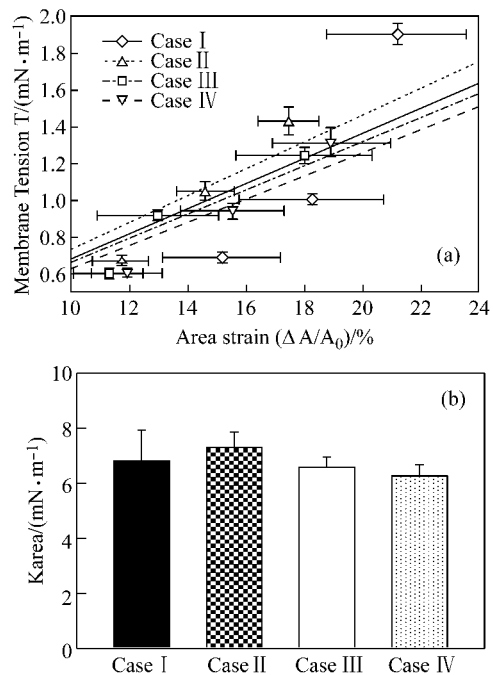 2.0
1.8
1.6
1.4
1.2
1.0
0.8
0.6
Membrane Tension T/(mN·m⁻¹)
Case I
Case II
Case III
Case IV
(a)
10 12 14 16 18 20 22 24
Area strain (ΔA/A₀)/%
10
8
6
4
2
0
Karea/(mN·m⁻¹)
(b)
Case I Case II Case III Case IV